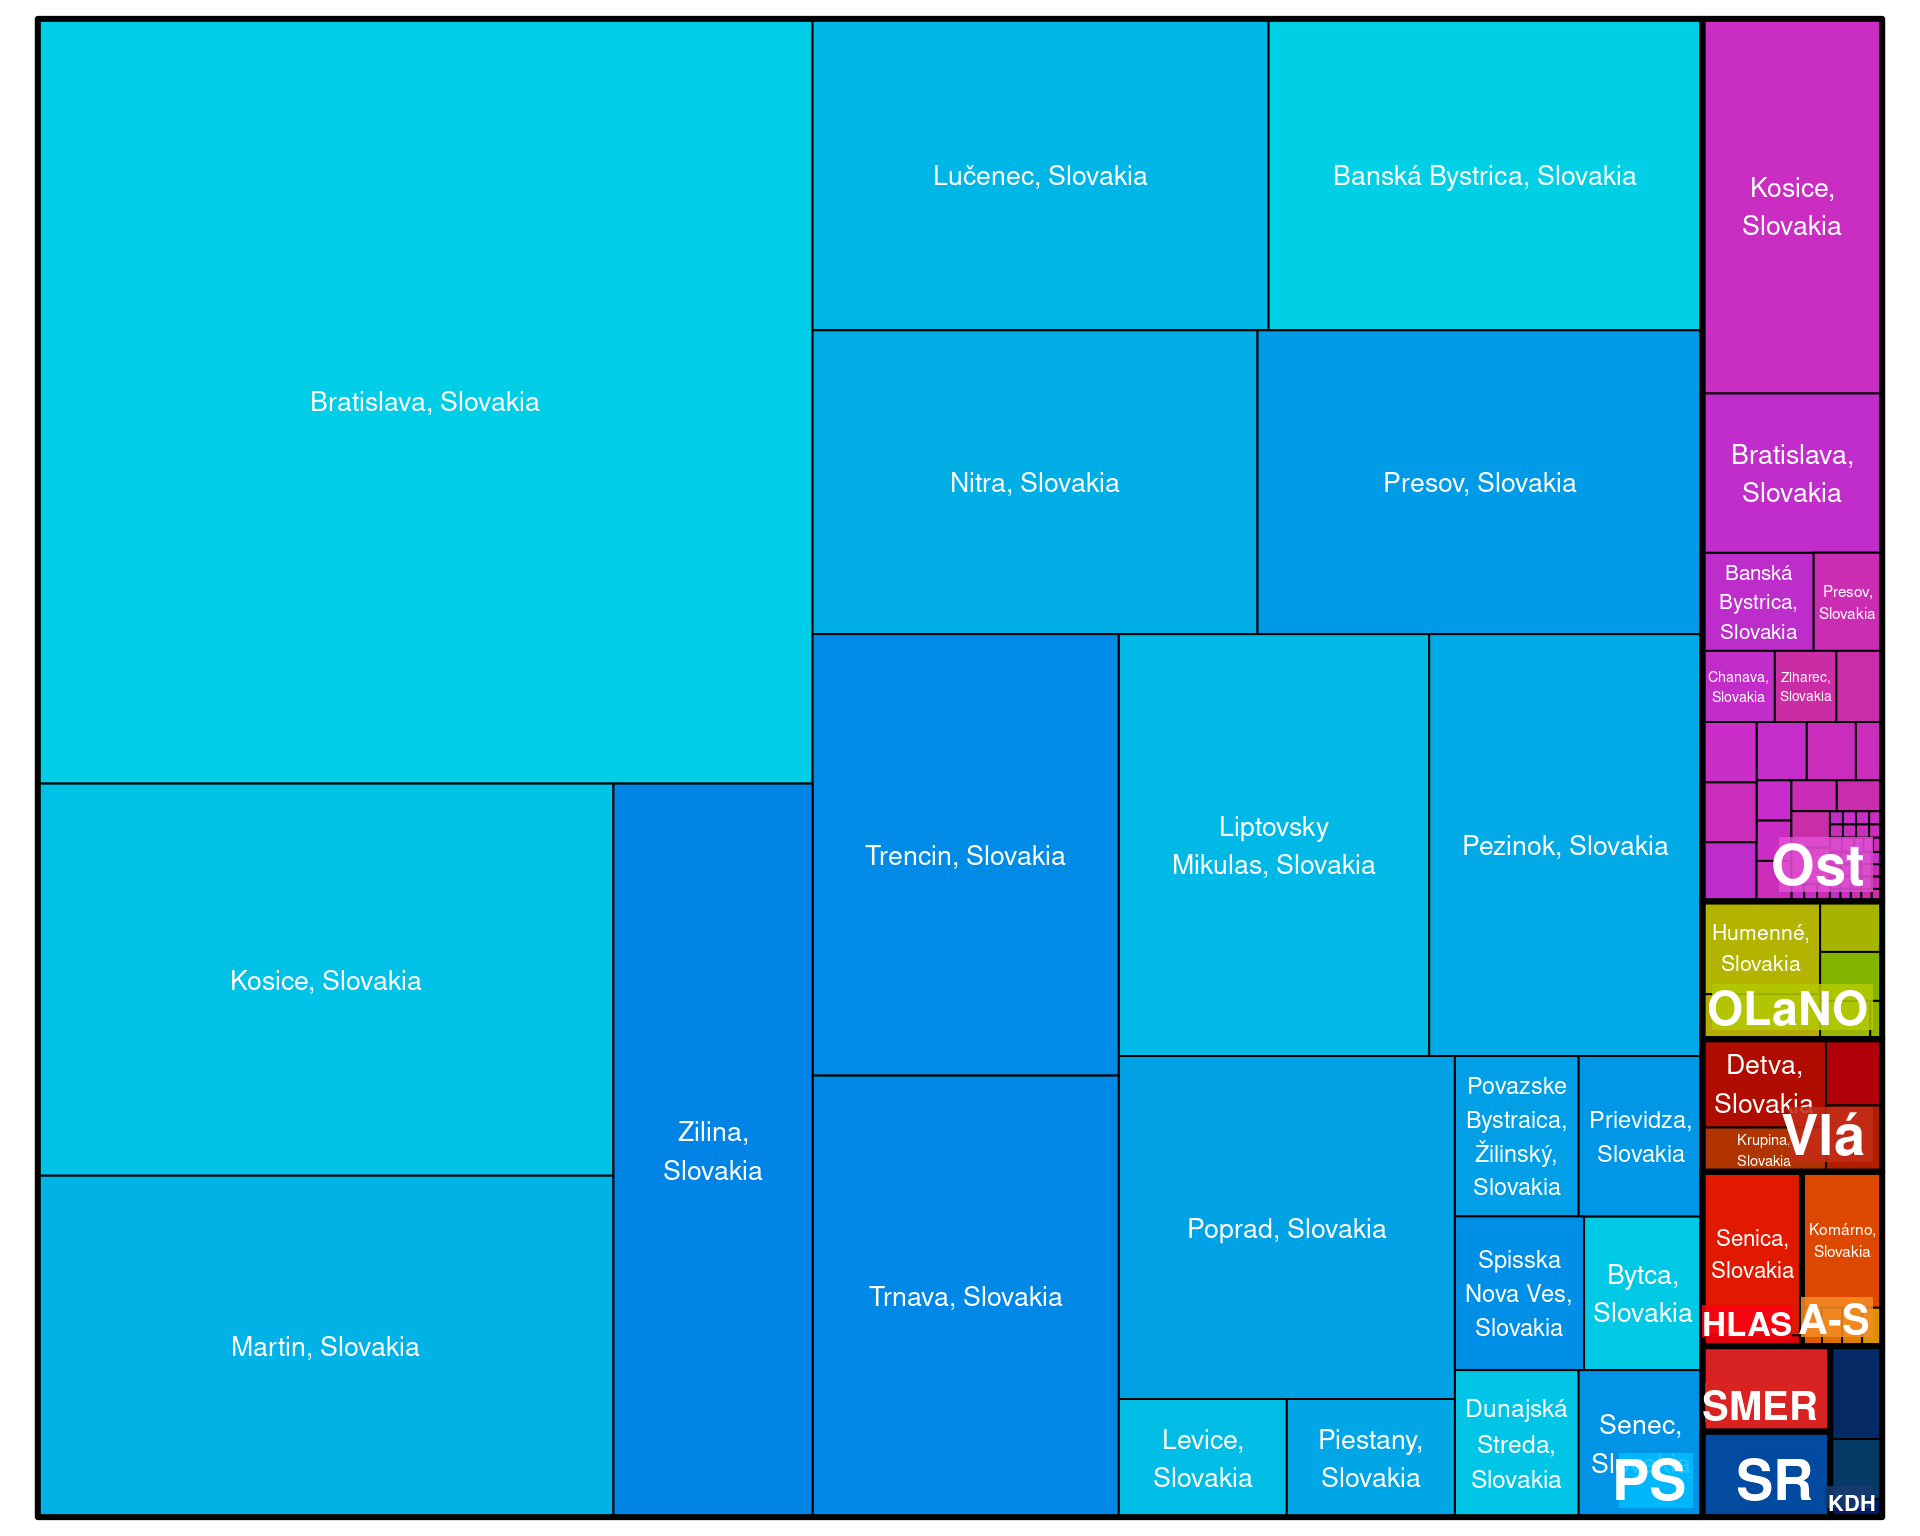 Bratislava, Slovakia
Kosice, Slovakia
Martin, Slovakia
Zilina,
Slovakia
Lučenec, Slovakia
Banská Bystrica, Slovakia
Nitra, Slovakia
Presov, Slovakia
Trencin, Slovakia
Trnava, Slovakia
Liptovsky
Mikulas, Slovakia
Pezinok, Slovakia
Poprad, Slovakia
Levice,
Slovakia
Piestany,
Slovakia
Povazske
Bystraica,
Žilinský,
Slovakia
Prievidza,
Slovakia
Spisska
Nova Ves,
Slovakia
Bytca,
Slovakia
Dunajská
Streda,
Slovakia
Senec,
Slovakia
PS
Kosice,
Slovakia
Bratislava,
Slovakia
Banská
Bystrica,
Slovakia
Presov,
Slovakia
Chanava,
Slovakia
Ziharec,
Slovakia
Ost
Humenné,
Slovakia
OLaNO
Detva,
Slovakia
Krupina,
Slovakia
Vlá
Senica,
Slovakia
HLAS
Komárno,
Slovakia
A-S
SMER
SR
KDH